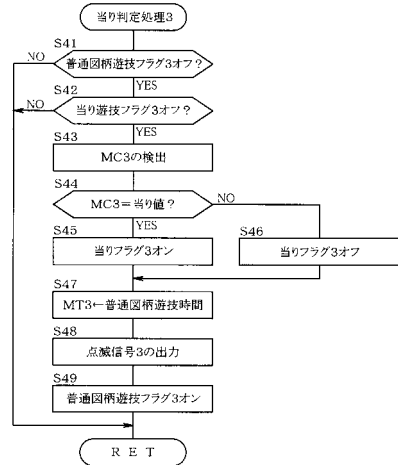 当り判定処理3
S41
NO
普通図柄遊技フラグ3オフ?
YES
S42
NO
当り遊技フラグ3オフ?
YES
S43
MC3の検出
S44
MC3=当り値?
NO
YES
S45
当りフラグ3オン
S46
当りフラグ3オフ
S47
MT3←普通図柄遊技時間
S48
点滅信号3の出力
S49
普通図柄遊技フラグ3オン
RET